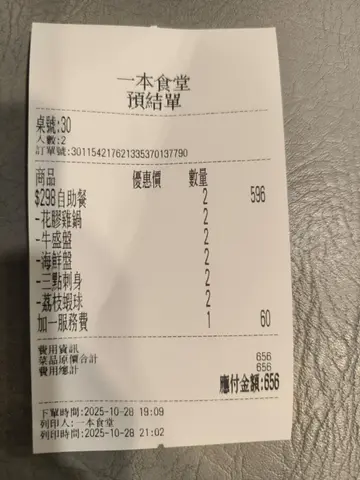 一本食堂
預結單
桌號:30
人數:2
訂單號:301154217621335370137790
商品 優惠價 數量
$298自助餐 2 596
-花膠雞鍋 2
-牛盛盤 2
-海鮮盤 2
-三點刺身 2
-荔枝蝦球 2
加一服務費 1 60
費用資訊
菜品原價合計 656
費用總計 656
應付金額:656
下單時間:2025-10-28 19:09
列印人:一本食堂
列印時間:2025-10-28 21:02